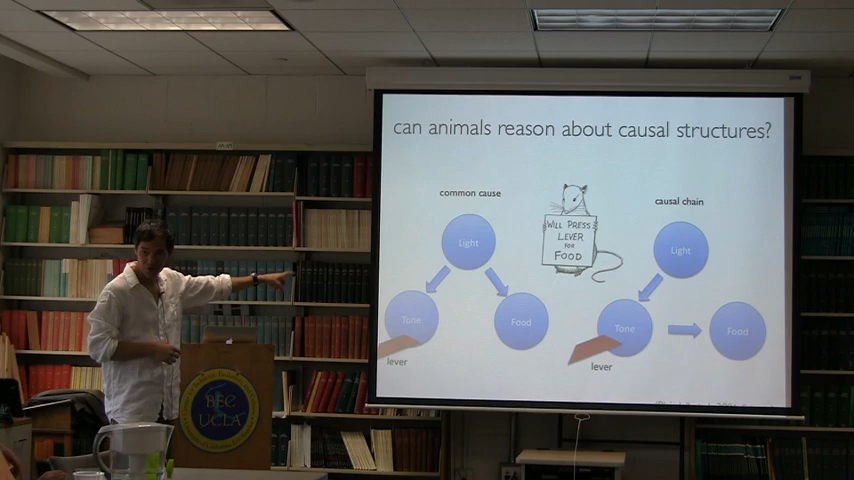 can animals reason about causal structures?
common cause
causal chain
Light
WILL PRESS
LEVER
FOR
FOOD
Light
Tone
Food
Tone
Food
lever
lever
BEC
UCLA